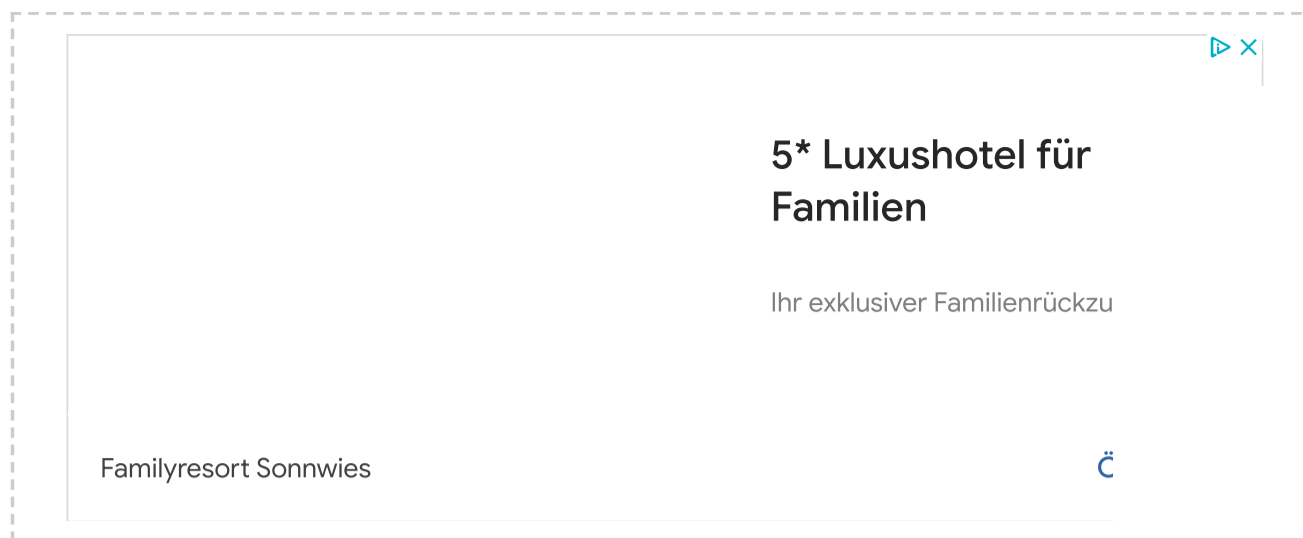 5* Luxushotel für
Familien
Ihr exklusiver Familienrückzu
Familyresort Sonnwies